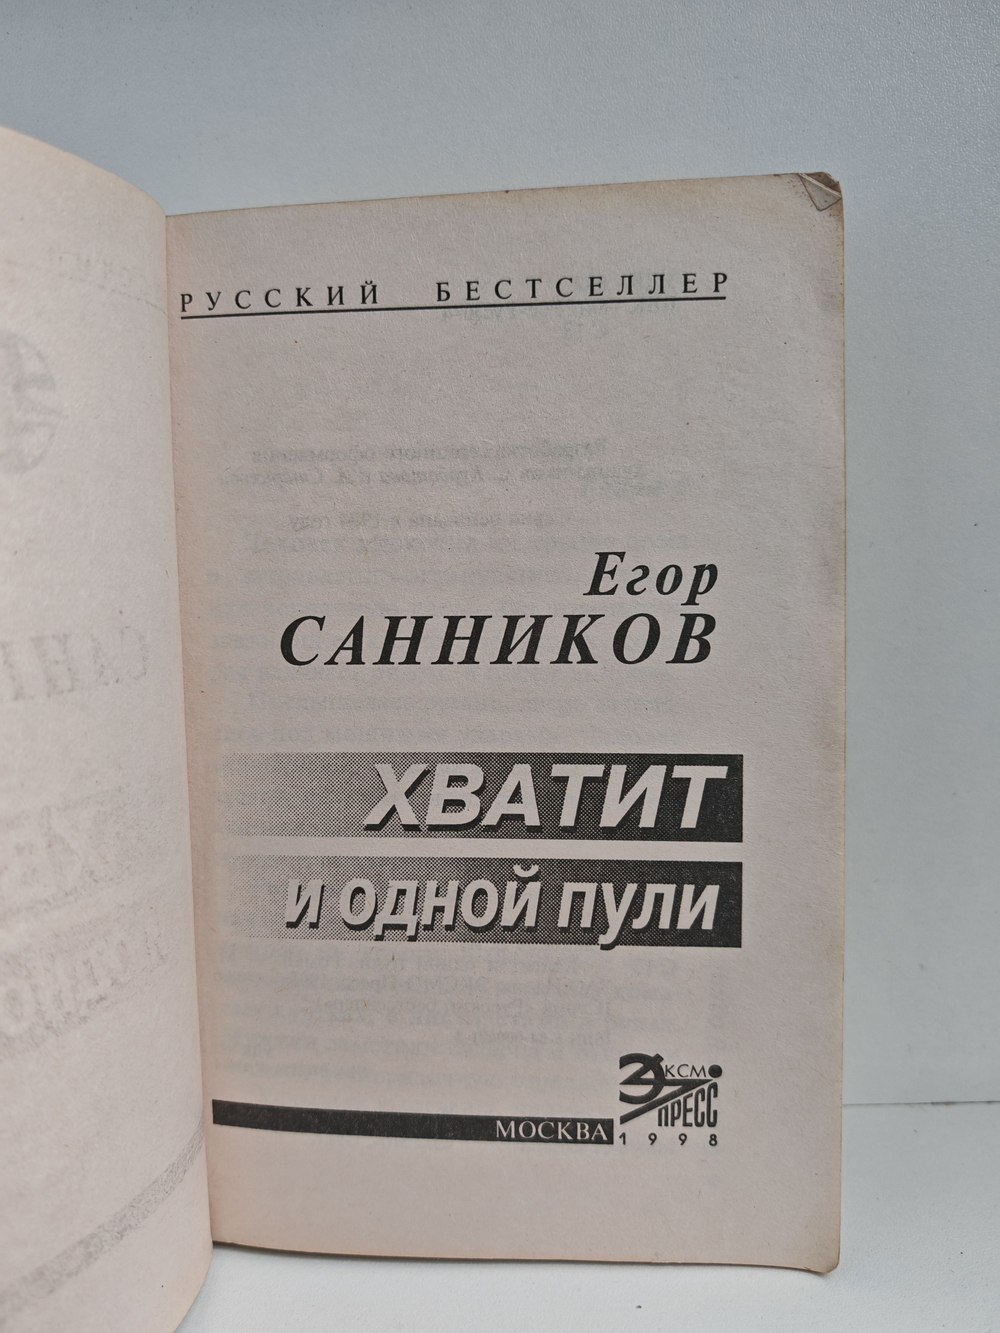 РУССКИЙ БЕСТСЕЛЛЕР
Егор
САННИКОВ
ХВАТИТ
И ОДНОЙ ПУЛИ
ЭКСМО
ПРЕСС
МОСКВА 1998